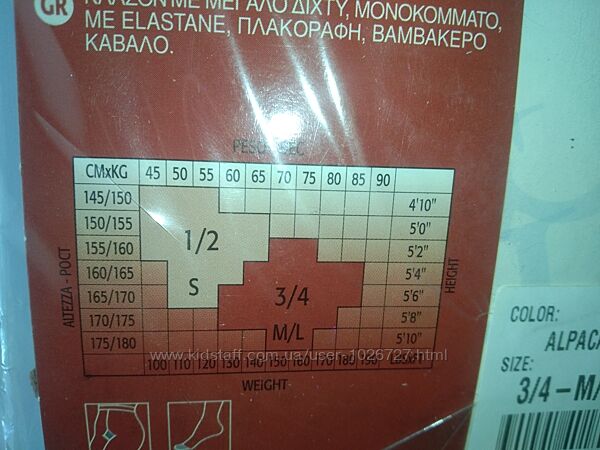 GR
ΚΑΛΣΟΝ ΜΕ ΜΕΓΑΛΟ ΔΙΧΤΥ, ΜΟΝΟΚΟΜΜΑΤΟ,
ΜΕ ELASTANE, ΠΛΑΚΟΡΑΦΗ, ΒΑΜΒΑΚΕΡΟ
ΚΑΒΑΛΟ.
CMxKG 45 50 55 60 65 70 75 80 85 90
145/150 4'10"
150/155 5'0"
155/160 1/2 5'2"
160/165 5'4"
165/170 S 3/4 5'6"
170/175 5'8"
175/180 M/L 5'10"
100 110 120 130 140 150 160 170 180 190
WEIGHT
ALTEZZA - РОСТ
HEIGHT
COLOR:
ALPACA
SIZE:
3/4 – M/
www.kidstaff.com.ua/user-1026727.html